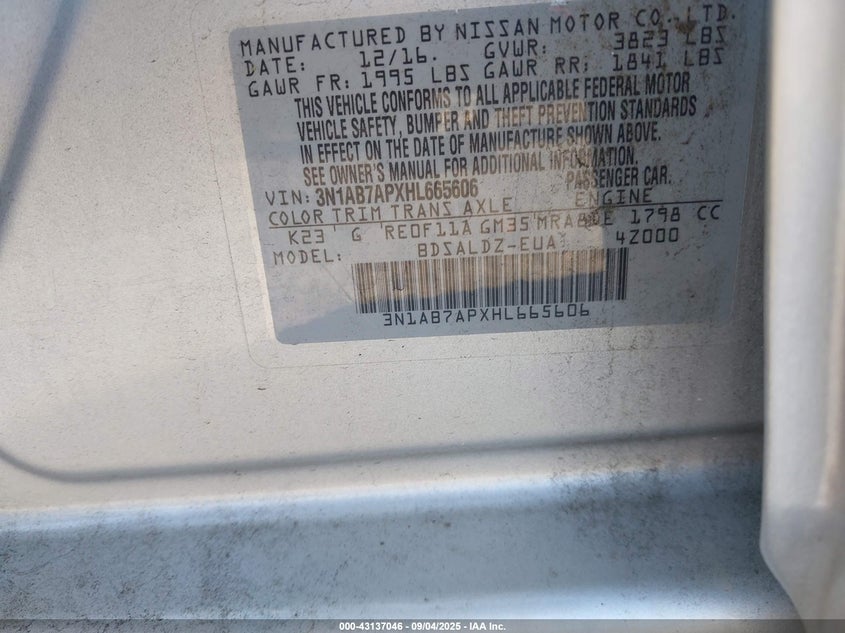 MANUFACTURED BY NISSAN MOTOR CO., LTD.
DATE: 12/16. GVWR: 3823 LBS
GAWR FR: 1995 LBS GAWR RR: 1841 LBS
THIS VEHICLE CONFORMS TO ALL APPLICABLE FEDERAL MOTOR
VEHICLE SAFETY, BUMPER AND THEFT PREVENTION STANDARDS
IN EFFECT ON THE DATE OF MANUFACTURE SHOWN ABOVE.
SEE OWNER'S MANUAL FOR ADDITIONAL INFORMATION.
VIN: 3N1AB7APXHL665606 PASSENGER CAR.
COLOR TRIM TRANS AXLE ENGINE
K23 G RE0F11A GM35 MRA8DE 1798 CC
MODEL: BDSALDZ-EUA 4Z000
3N1AB7APXHL665606
000-43137046 - 09/04/2025 - IAA Inc.